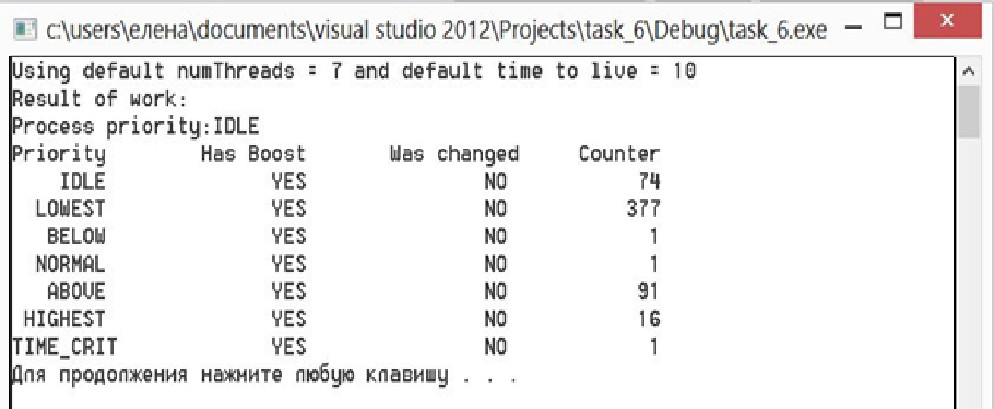 c:\users\елена\documents\visual studio 2012\Projects\task_6\Debug\task_6.exe
Using default numThreads = 7 and default time to live = 10
Result of work:
Process priority:IDLE
Priority Has Boost Was changed Counter
IDLE YES NO 74
LOWEST YES NO 377
BELOW YES NO 1
NORMAL YES NO 1
ABOVE YES NO 91
HIGHEST YES NO 16
TIME_CRIT YES NO 1
Для продолжения нажмите любую клавишу . . .